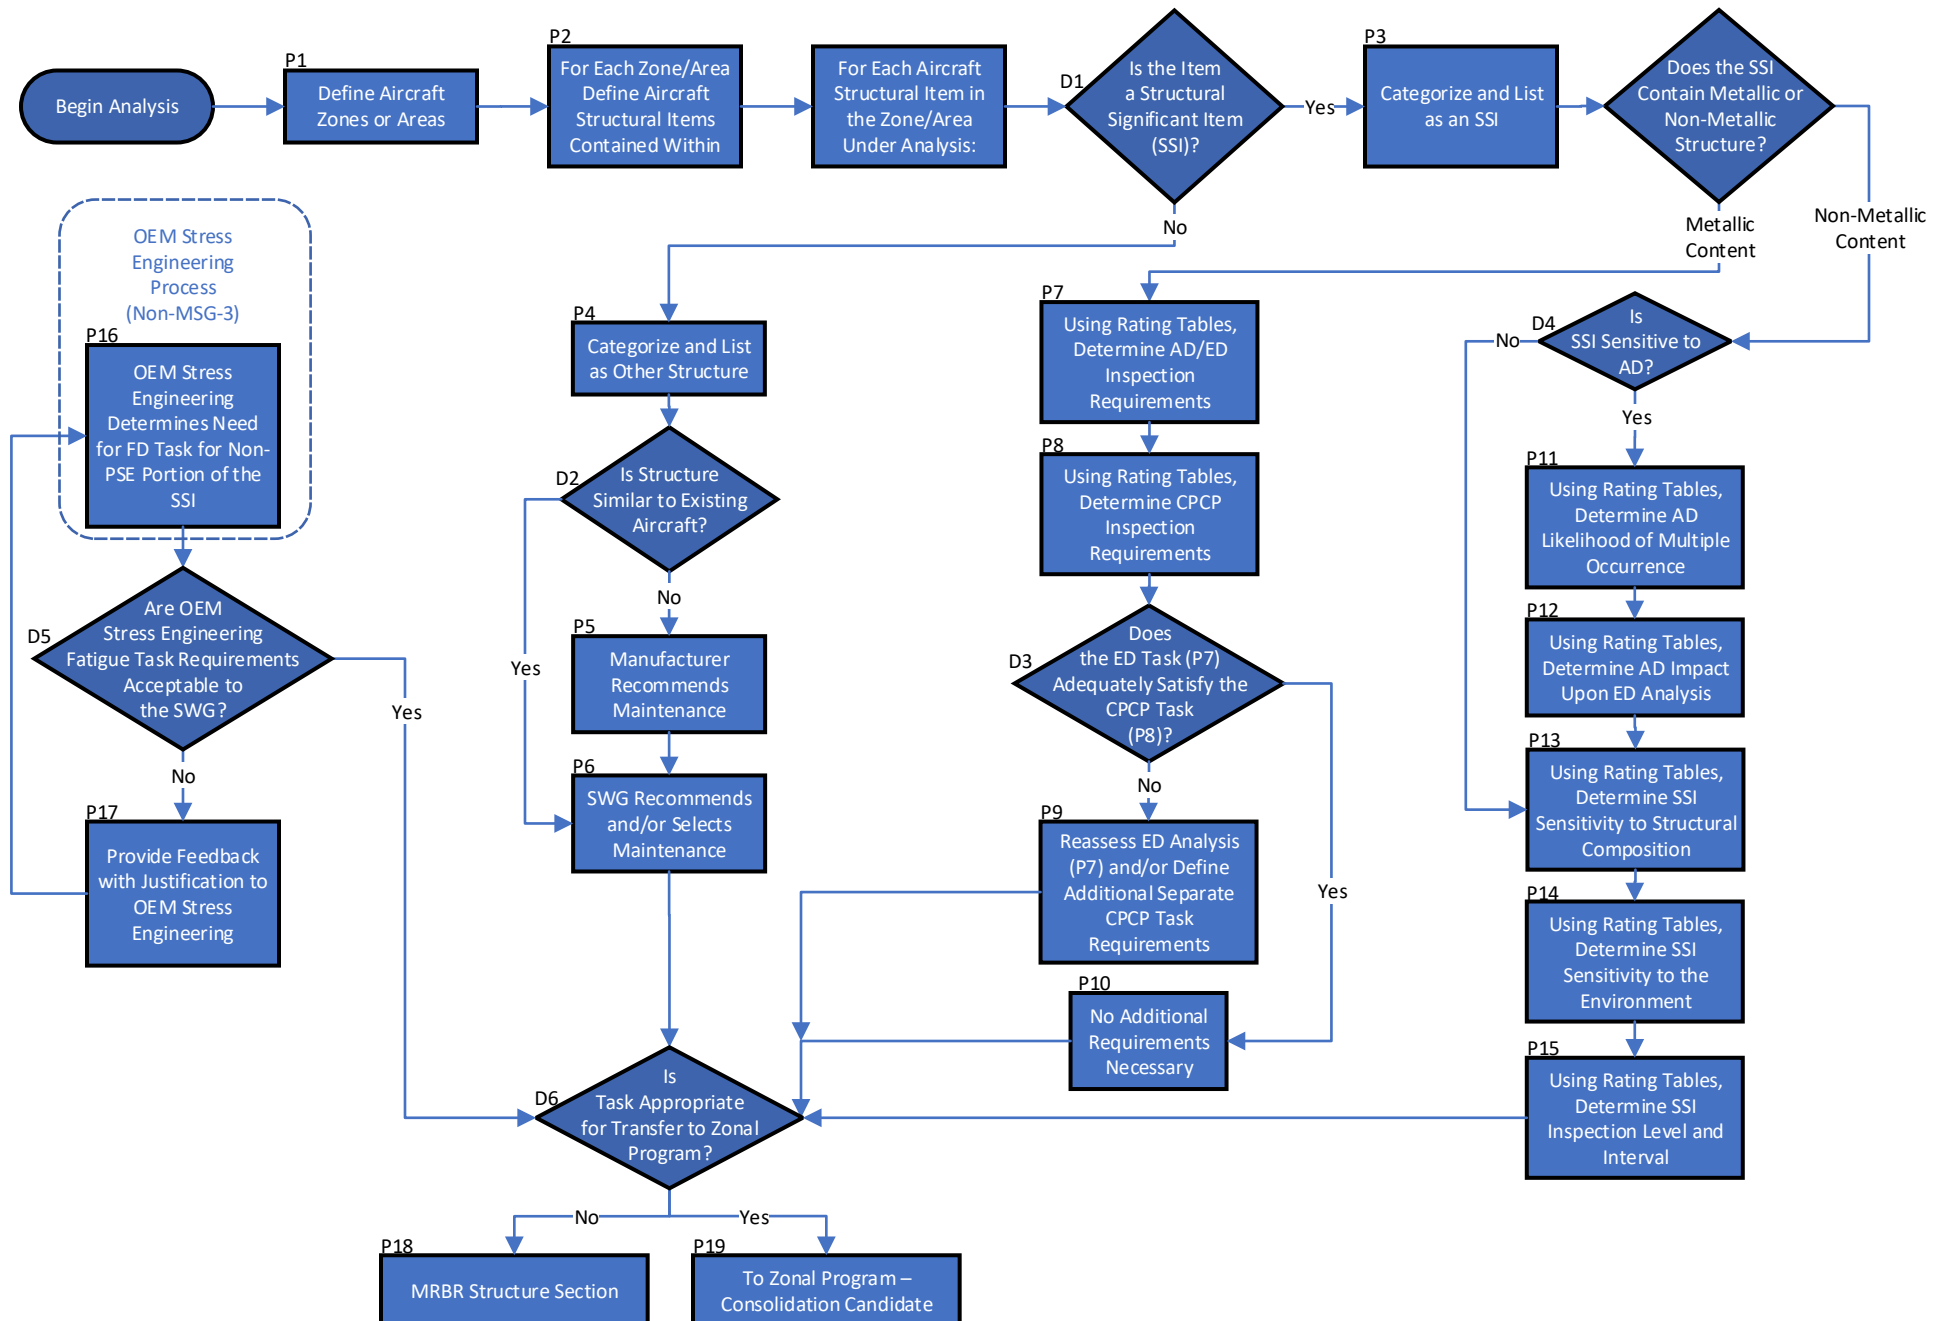 Begin Analysis
P1
Define Aircraft
Zones or Areas
P2
For Each Zone/Area
Define Aircraft
Structural Items
Contained Within
For Each Aircraft
Structural Item in
the Zone/Area
Under Analysis:
D1
Is the Item
a Structural
Significant Item
(SSI)?
Yes
No
P3
Categorize and List
as an SSI
Does the SSI
Contain Metallic or
Non-Metallic
Structure?
Metallic
Content
Non-Metallic
Content
OEM Stress
Engineering
Process
(Non-MSG-3)
P16
OEM Stress
Engineering
Determines Need
for FD Task for Non-
PSE Portion of the
SSI
D5
Are OEM
Stress Engineering
Fatigue Task Requirements
Acceptable to
the SWG?
Yes
No
P17
Provide Feedback
with Justification to
OEM Stress
Engineering
P4
Categorize and List
as Other Structure
D2
Is Structure
Similar to Existing
Aircraft?
Yes
No
P5
Manufacturer
Recommends
Maintenance
P6
SWG Recommends
and/or Selects
Maintenance
P7
Using Rating Tables,
Determine AD/ED
Inspection
Requirements
P8
Using Rating Tables,
Determine CPCP
Inspection
Requirements
D3
Does
the ED Task (P7)
Adequately Satisfy the
CPCP Task
(P8)?
No
Yes
P9
Reassess ED Analysis
(P7) and/or Define
Additional Separate
CPCP Task
Requirements
P10
No Additional
Requirements
Necessary
D4
Is
SSI Sensitive to
AD?
No
Yes
P11
Using Rating Tables,
Determine AD
Likelihood of Multiple
Occurrence
P12
Using Rating Tables,
Determine AD Impact
Upon ED Analysis
P13
Using Rating Tables,
Determine SSI
Sensitivity to Structural
Composition
P14
Using Rating Tables,
Determine SSI
Sensitivity to the
Environment
P15
Using Rating Tables,
Determine SSI
Inspection Level and
Interval
D6
Is
Task Appropriate
for Transfer to Zonal
Program?
No
Yes
P18
MRBR Structure Section
P19
To Zonal Program –
Consolidation Candidate